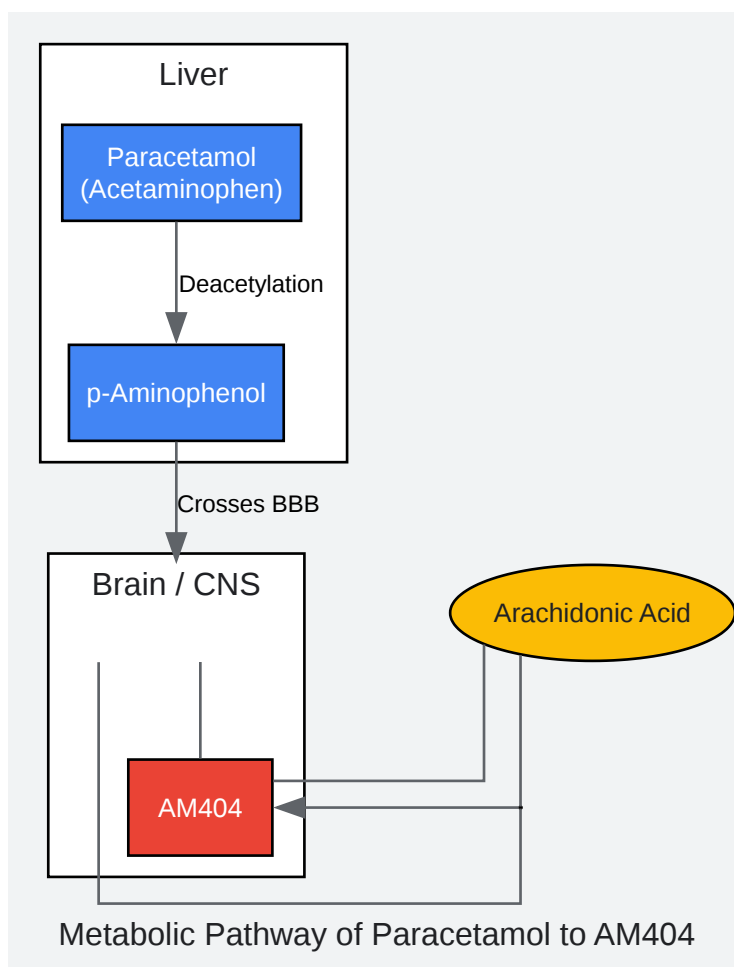 Liver
Paracetamol
(Acetaminophen)
Deacetylation
p-Aminophenol
Crosses BBB
Brain / CNS
Arachidonic Acid
AM404
Metabolic Pathway of Paracetamol to AM404